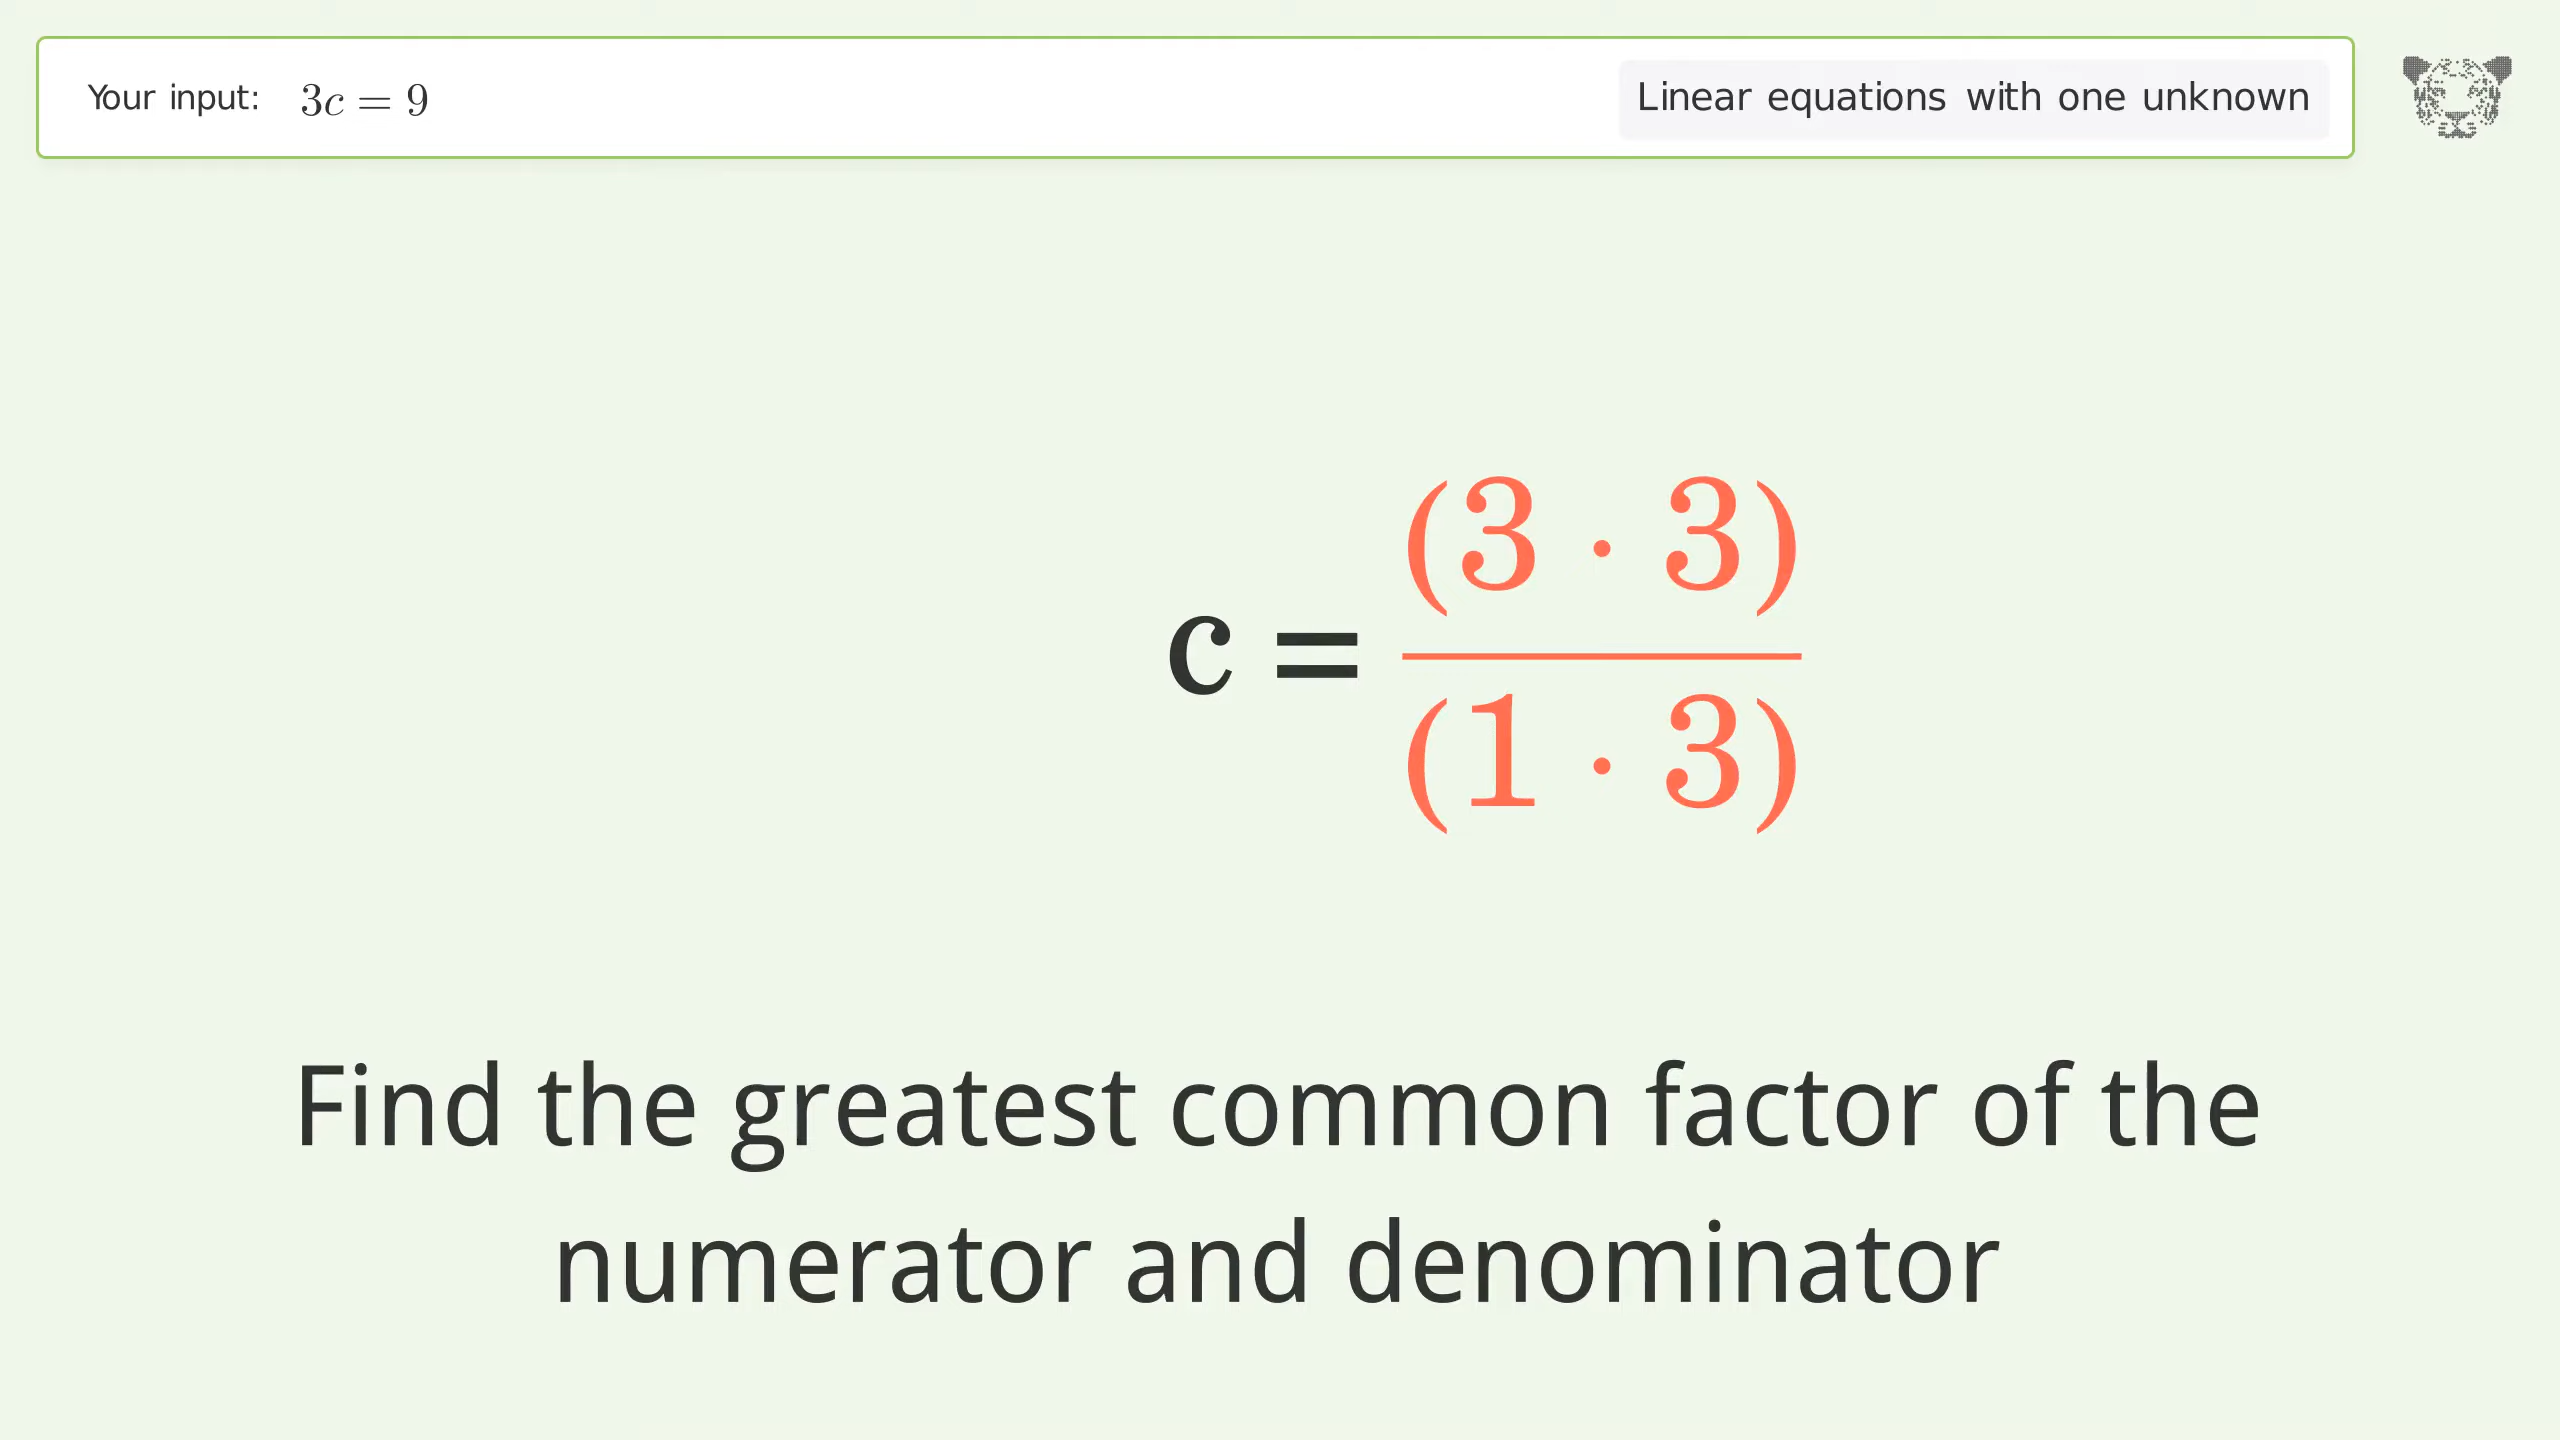 Your input: 3c = 9
Linear equations with one unknown
c = (3 · 3) / (1 · 3)
Find the greatest common factor of the
numerator and denominator